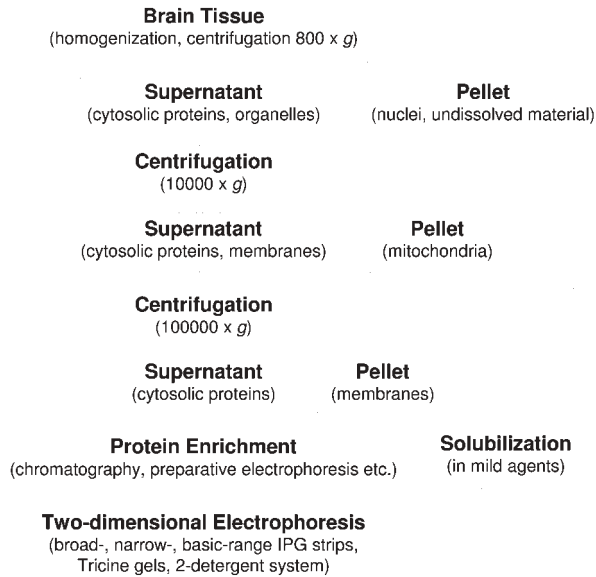 Brain Tissue
(homogenization, centrifugation 800 x g)
Supernatant Pellet
(cytosolic proteins, organelles) (nuclei, undissolved material)
Centrifugation
(10000 x g)
Supernatant Pellet
(cytosolic proteins, membranes) (mitochondria)
Centrifugation
(100000 x g)
Supernatant Pellet
(cytosolic proteins) (membranes)
Protein Enrichment Solubilization
(chromatography, preparative electrophoresis etc.) (in mild agents)
Two-dimensional Electrophoresis
(broad-, narrow-, basic-range IPG strips,
Tricine gels, 2-detergent system)